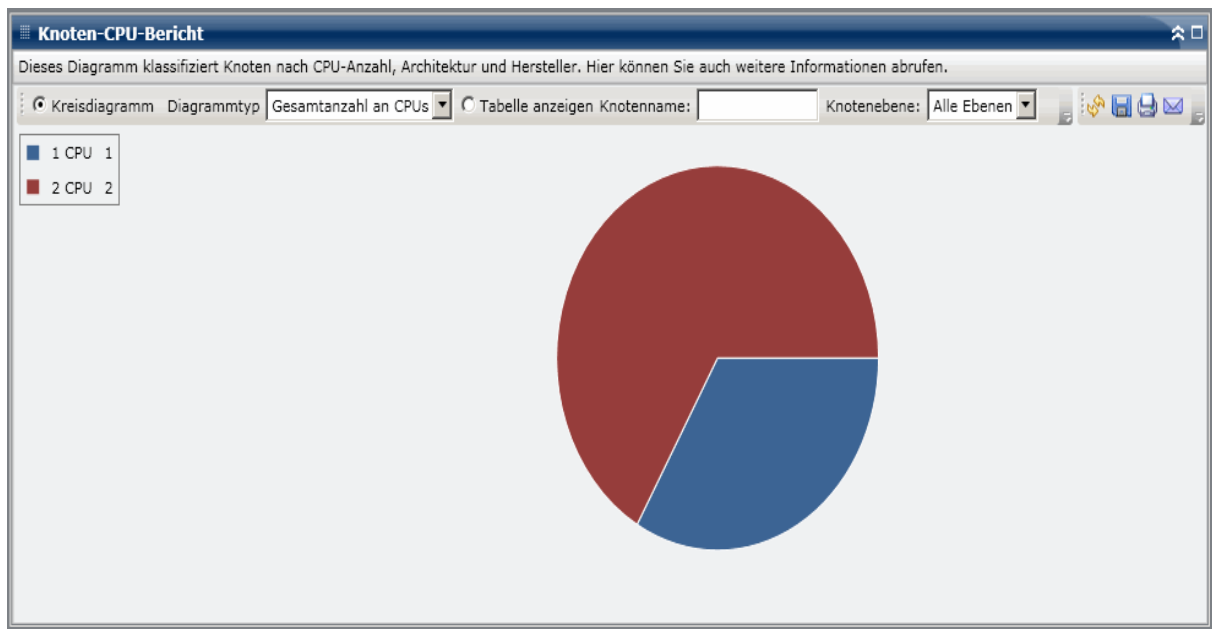 Knoten-CPU-Bericht
Dieses Diagramm klassifiziert Knoten nach CPU-Anzahl, Architektur und Hersteller. Hier können Sie auch weitere Informationen abrufen.
Kreisdiagramm Diagrammtyp Gesamtanzahl an CPUs Tabelle anzeigen Knotenname: Knotenebene: Alle Ebenen
1 CPU 1
2 CPU 2